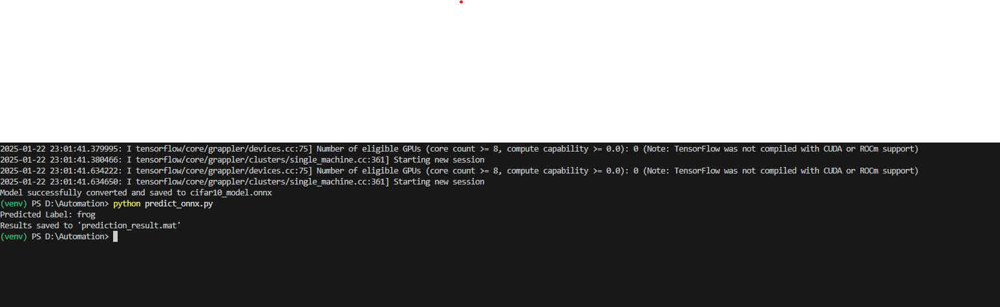 2025-01-22 23:01:41.379995: I tensorflow/core/grappler/devices.cc:75] Number of eligible GPUs (core count >= 8, compute capability >= 0.0): 0 (Note: TensorFlow was not compiled with CUDA or ROCm support)
2025-01-22 23:01:41.380466: I tensorflow/core/grappler/clusters/single_machine.cc:361] Starting new session
2025-01-22 23:01:41.634222: I tensorflow/core/grappler/devices.cc:75] Number of eligible GPUs (core count >= 8, compute capability >= 0.0): 0 (Note: TensorFlow was not compiled with CUDA or ROCm support)
2025-01-22 23:01:41.634650: I tensorflow/core/grappler/clusters/single_machine.cc:361] Starting new session
Model successfully converted and saved to cifar10_model.onnx
(venv) PS D:\Automation> python predict_onnx.py
Predicted Label: frog
Results saved to 'prediction_result.mat'
(venv) PS D:\Automation>